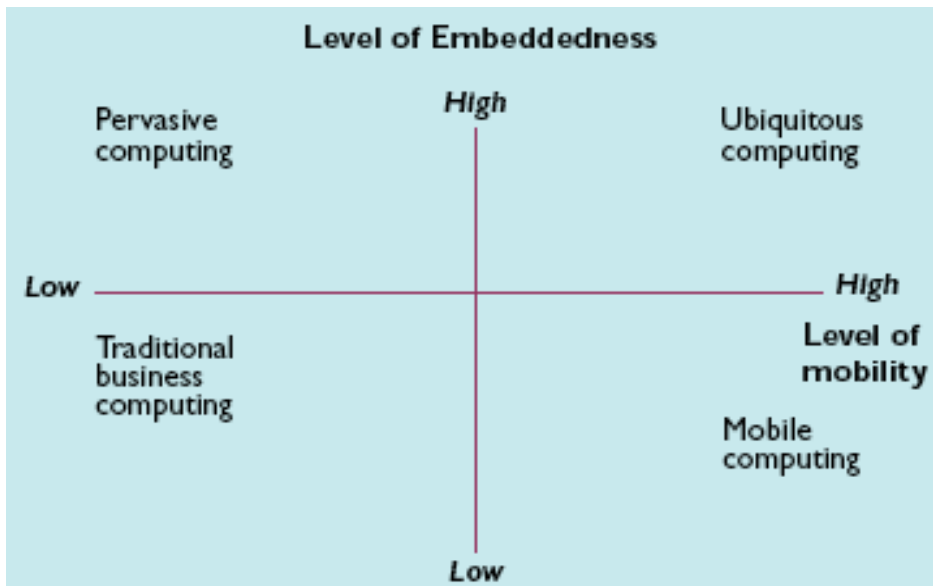 Level of Embeddedness
High
Pervasive
computing
Ubiquitous
computing
Low
High
Level of
mobility
Traditional
business
computing
Mobile
computing
Low